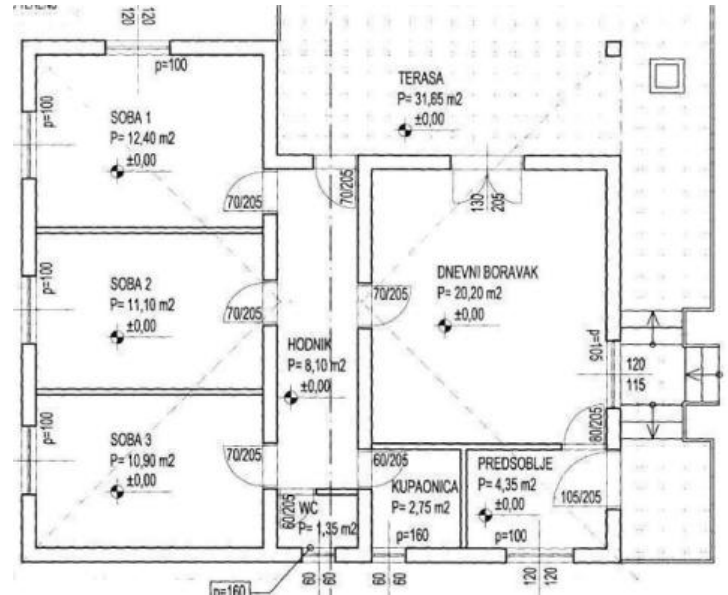 120
120
p=100
TERASA
P= 31,65 m2
±0,00
p=100
SOBA 1
P= 12,40 m2
±0,00
70/205
70/205
130
205
p=100
SOBA 2
P= 11,10 m2
±0,00
70/205
70/205
DNEVNI BORAVAK
P= 20,20 m2
±0,00
HODNIK
P= 8,10 m2
±0,00
p=105
120
115
p=100
SOBA 3
P= 10,90 m2
±0,00
70/205
60/205
80/205
KUPAONICA
P= 2,75 m2
p=160
PREDSOBLJE
P= 4,35 m2
±0,00
p=100
105/205
60/205
WC
P= 1,35 m2
p=160
60
60
60
60
120
120